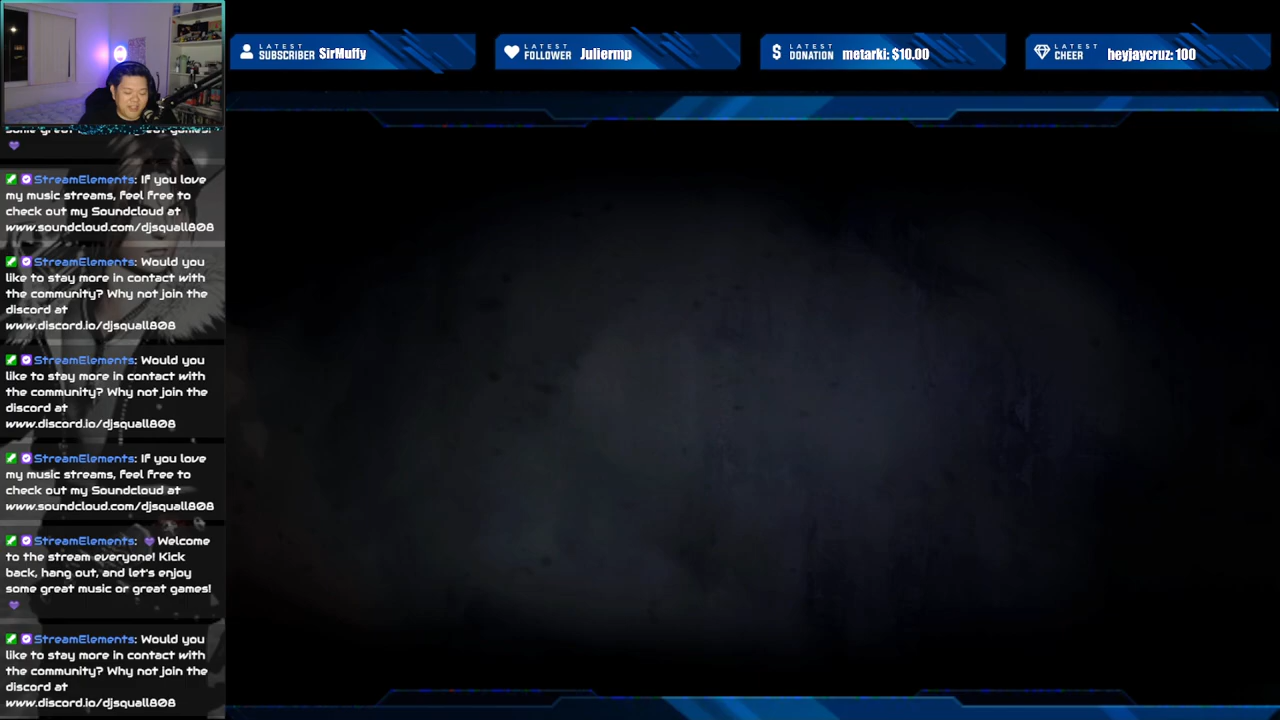 LATEST
SUBSCRIBER SirMuffy
LATEST
FOLLOWER Juliermp
LATEST
DONATION metarki: $10.00
LATEST
CHEER heyjaycruz: 100
some great music or great games!
StreamElements: If you love
my music streams, feel free to
check out my Soundcloud at
www.soundcloud.com/djsquall808
StreamElements: Would you
like to stay more in contact with
the community? Why not join the
discord at
www.discord.io/djsquall808
StreamElements: Would you
like to stay more in contact with
the community? Why not join the
discord at
www.discord.io/djsquall808
StreamElements: If you love
my music streams, feel free to
check out my Soundcloud at
www.soundcloud.com/djsquall808
StreamElements: 💜Welcome
to the stream everyone! Kick
back, hang out, and let's enjoy
some great music or great games!
💜
StreamElements: Would you
like to stay more in contact with
the community? Why not join the
discord at
www.discord.io/djsquall808